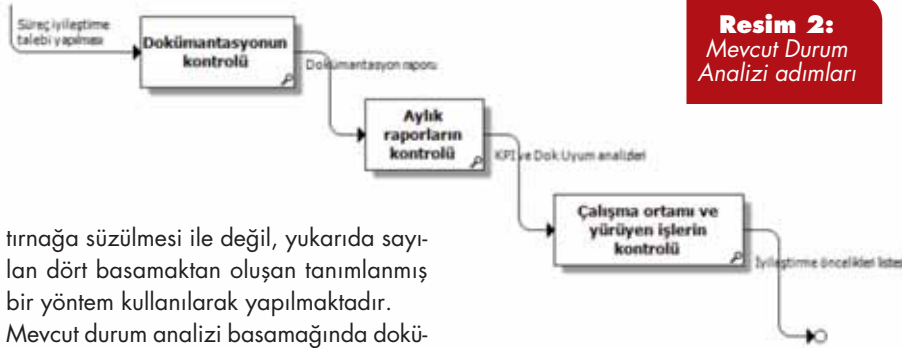 Süreç iyileştirme
talebi yapılması
Dokümantasyonun
kontrolü
Dokümantasyon raporu
Aylık
raporların
kontrolü
KPI ve Dok Uyum analizleri
Çalışma ortamı ve
yürüyen işlerin
kontrolü
İyileştirme öncelikleri listes
Resim 2:
Mevcut Durum
Analizi adımları
tırnağa süzülmesi ile değil, yukarıda sayı-
lan dört basamaktan oluşan tanımlanmış
bir yöntem kullanılarak yapılmaktadır.
Mevcut durum analizi basamağında dokü-